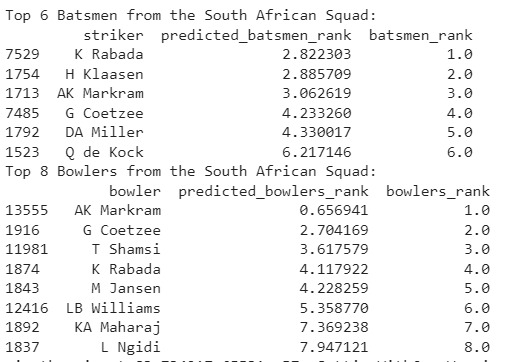 Top 6 Batsmen from the South African Squad:
striker predicted_batsmen_rank batsmen_rank
7529 K Rabada 2.822303 1.0
1754 H Klaasen 2.885709 2.0
1713 AK Markram 3.062619 3.0
7485 G Coetzee 4.233260 4.0
1792 DA Miller 4.330017 5.0
1523 Q de Kock 6.217146 6.0
Top 8 Bowlers from the South African Squad:
bowler predicted_bowlers_rank bowlers_rank
13555 AK Markram 0.656941 1.0
1916 G Coetzee 2.704169 2.0
11981 T Shamsi 3.617579 3.0
1874 K Rabada 4.117922 4.0
1843 M Jansen 4.228259 5.0
12416 LB Williams 5.358770 6.0
1892 KA Maharaj 7.369238 7.0
1837 L Ngidi 7.947121 8.0